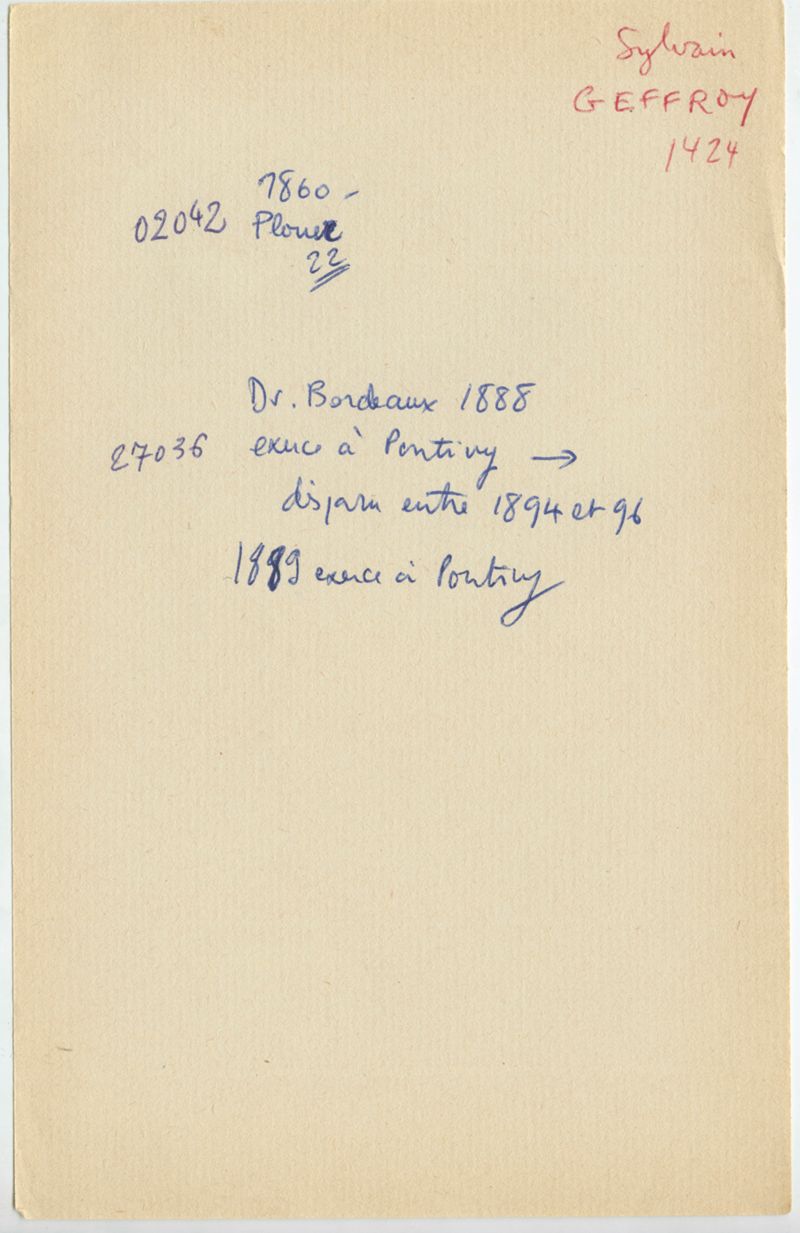 Sylvain
GEFFROY
1424
1860 -
02042 Plouëc
22
Dr. Bordeaux 1888
27036 exerce à Pontivy →
disparu entre 1894 et 96
1889 exerce à Pontivy